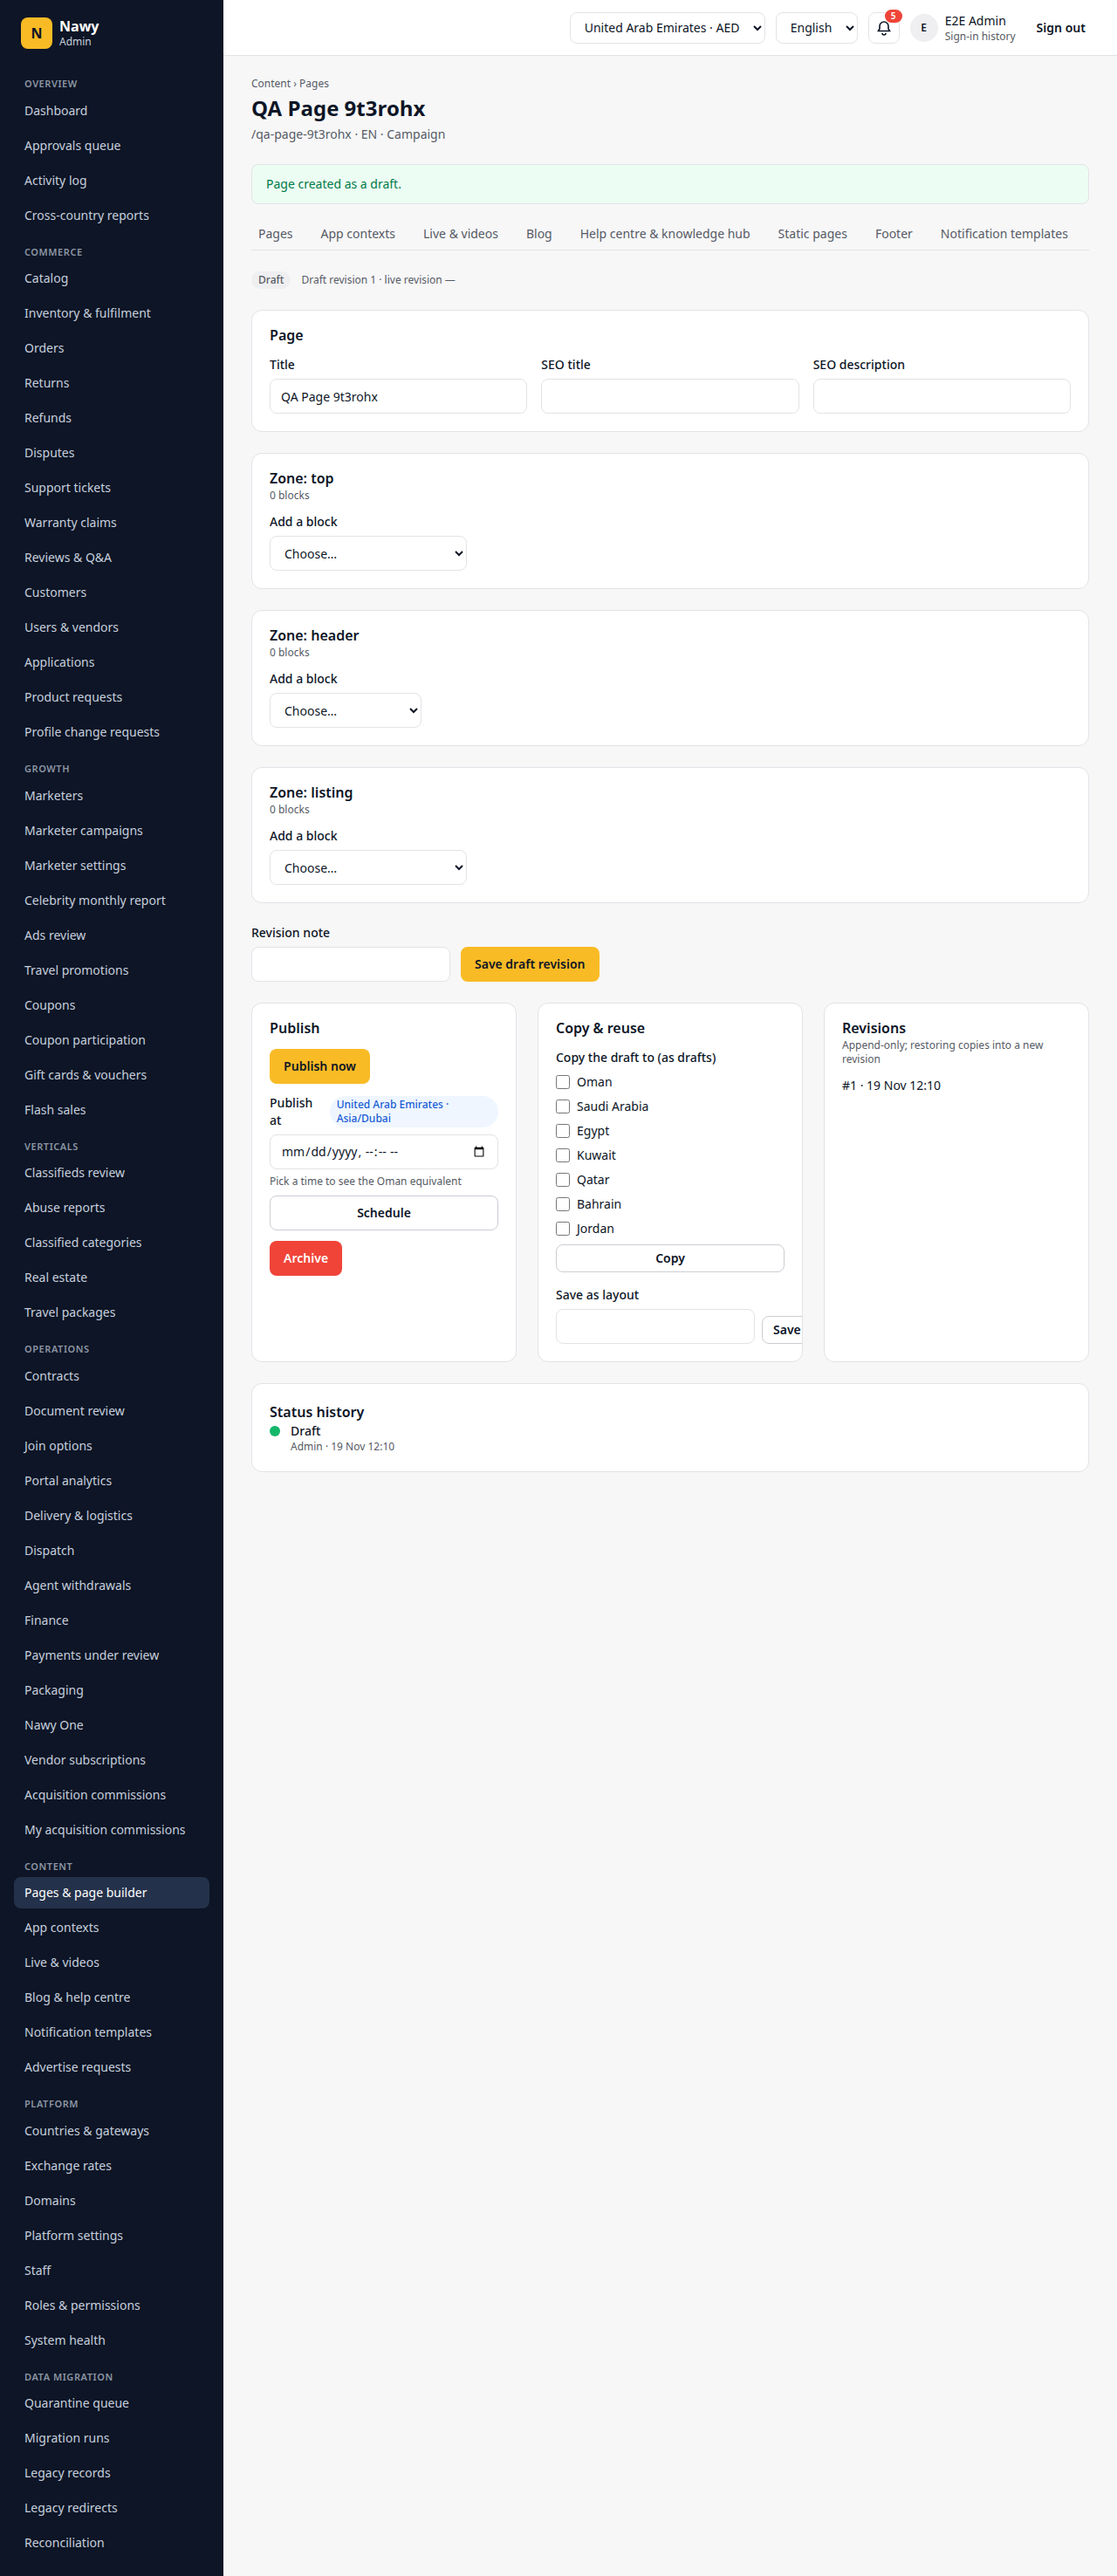 N
Nawy
Admin
OVERVIEW
Dashboard
Approvals queue
Activity log
Cross-country reports
COMMERCE
Catalog
Inventory & fulfilment
Orders
Returns
Refunds
Disputes
Support tickets
Warranty claims
Reviews & Q&A
Customers
Users & vendors
Applications
Product requests
Profile change requests
GROWTH
Marketers
Marketer campaigns
Marketer settings
Celebrity monthly report
Ads review
Travel promotions
Coupons
Coupon participation
Gift cards & vouchers
Flash sales
VERTICALS
Classifieds review
Abuse reports
Classified categories
Real estate
Travel packages
OPERATIONS
Contracts
Document review
Join options
Portal analytics
Delivery & logistics
Dispatch
Agent withdrawals
Finance
Payments under review
Packaging
Nawy One
Vendor subscriptions
Acquisition commissions
My acquisition commissions
CONTENT
Pages & page builder
App contexts
Live & videos
Blog & help centre
Notification templates
Advertise requests
PLATFORM
Countries & gateways
Exchange rates
Domains
Platform settings
Staff
Roles & permissions
System health
DATA MIGRATION
Quarantine queue
Migration runs
Legacy records
Legacy redirects
Reconciliation
United Arab Emirates · AED
English
5
E
E2E Admin
Sign-in history
Sign out
Content › Pages
QA Page 9t3rohx
/qa-page-9t3rohx · EN · Campaign
Page created as a draft.
Pages App contexts Live & videos Blog Help centre & knowledge hub Static pages Footer Notification templates
Draft Draft revision 1 · live revision —
Page
Title SEO title SEO description
QA Page 9t3rohx
Zone: top
0 blocks
Add a block
Choose...
Zone: header
0 blocks
Add a block
Choose...
Zone: listing
0 blocks
Add a block
Choose...
Revision note
Save draft revision
Publish
Publish now
Publish at
United Arab Emirates ·
Asia/Dubai
mm/dd/yyyy, --:-- --
Pick a time to see the Oman equivalent
Schedule
Archive
Copy & reuse
Copy the draft to (as drafts)
Oman
Saudi Arabia
Egypt
Kuwait
Qatar
Bahrain
Jordan
Copy
Save as layout
Save
Revisions
Append-only; restoring copies into a new
revision
#1 · 19 Nov 12:10
Status history
Draft
Admin · 19 Nov 12:10